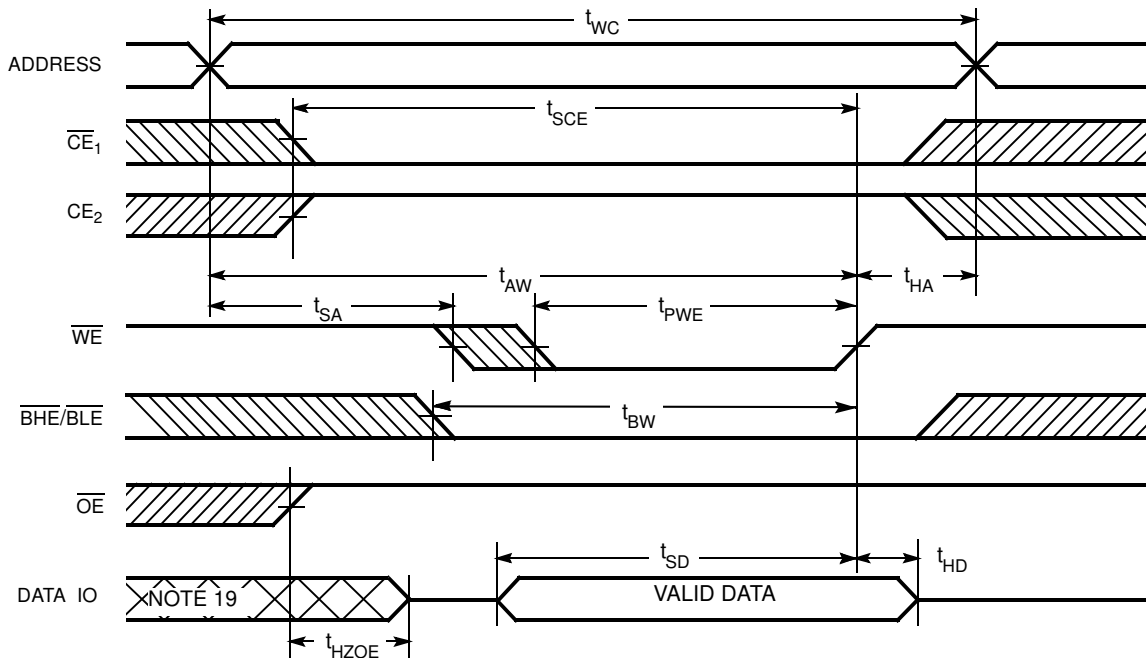 tWC
ADDRESS
tSCE
CE1
CE2
tAW
tHA
tSA
tPWE
WE
BHE/BLE
tBW
OE
tSD
tHD
DATA IO
NOTE 19
VALID DATA
tHZOE